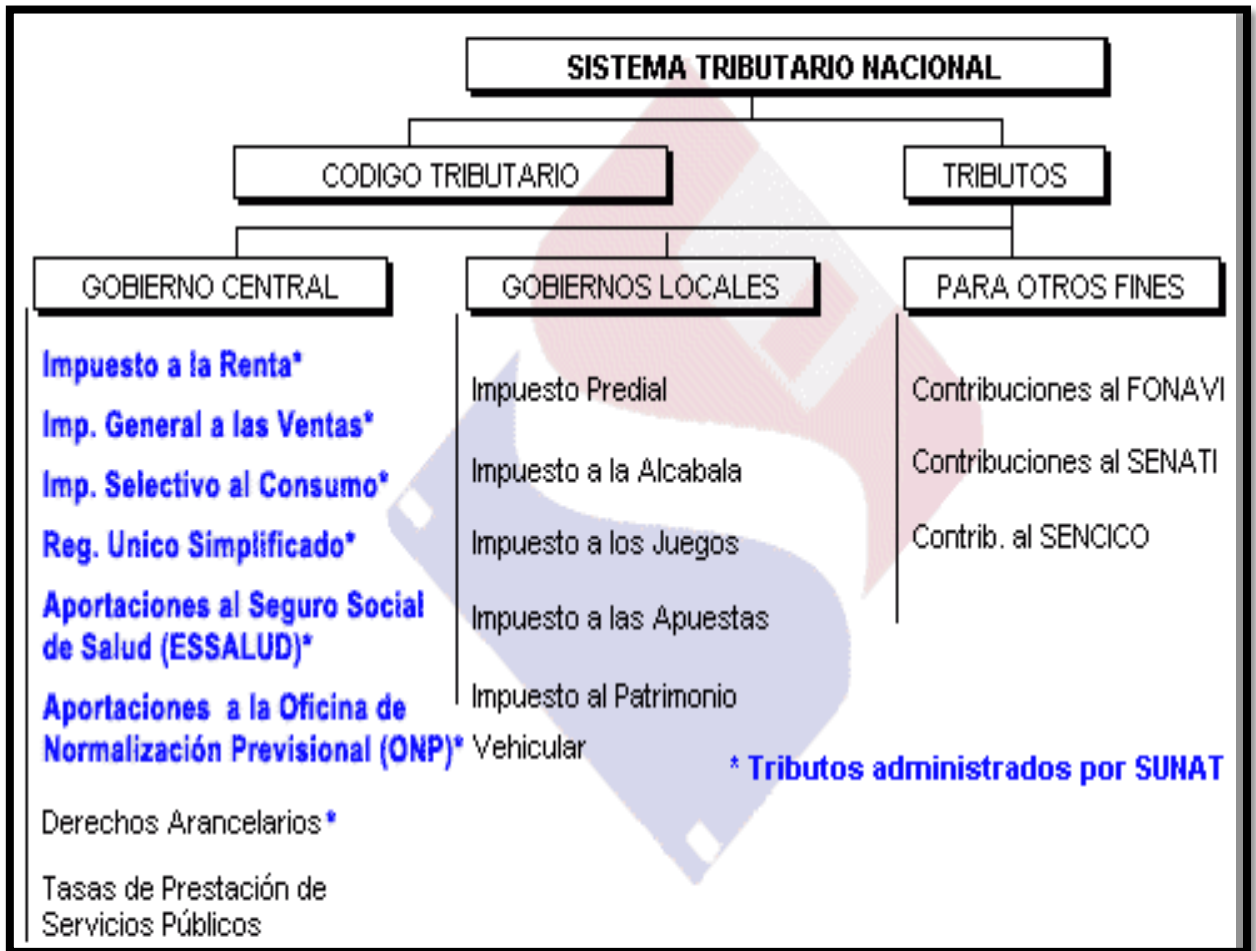 SISTEMA TRIBUTARIO NACIONAL
CODIGO TRIBUTARIO
TRIBUTOS
GOBIERNO CENTRAL
Impuesto a la Renta*
Imp. General a las Ventas*
Imp. Selectivo al Consumo*
Reg. Unico Simplificado*
Aportaciones al Seguro Social
de Salud (ESSALUD)*
Aportaciones a la Oficina de
Normalización Previsional (ONP)*
Derechos Arancelarios*
Tasas de Prestación de
Servicios Públicos
GOBIERNOS LOCALES
Impuesto Predial
Impuesto a la Alcabala
Impuesto a los Juegos
Impuesto a las Apuestas
Impuesto al Patrimonio
Vehicular
PARA OTROS FINES
Contribuciones al FONAVI
Contribuciones al SENATI
Contrib. al SENCICO
* Tributos administrados por SUNAT